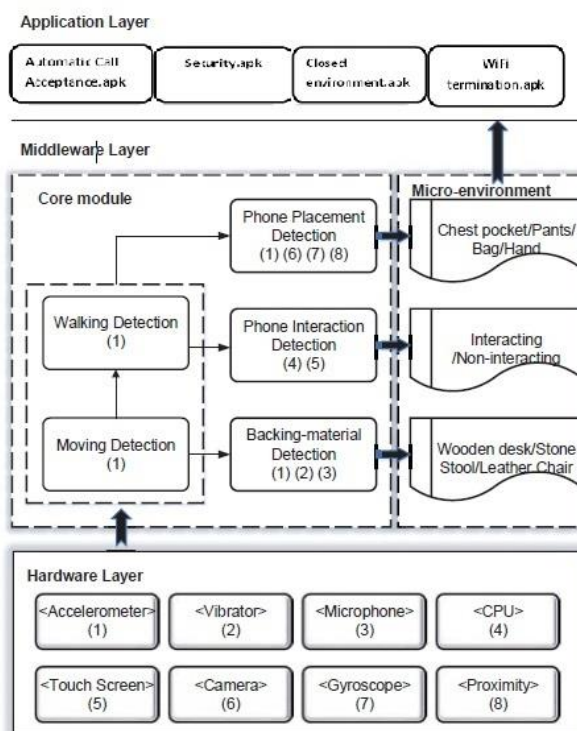 Application Layer
Automatic Call
Acceptance.apk
Security.apk
Closed
environment.apk
WiFi
termination.apk
Middleware Layer
Core module
Micro-environment
Phone Placement
Detection
(1) (6) (7) (8)
Chest pocket/Pants/
Bag/Hand
Walking Detection
(1)
Phone Interaction
Detection
(4) (5)
Interacting
/Non-interacting
Moving Detection
(1)
Backing-material
Detection
(1) (2) (3)
Wooden desk/Stone
Stool/Leather Chair
Hardware Layer
<Accelerometer>
(1)
<Vibrator>
(2)
<Microphone>
(3)
<CPU>
(4)
<Touch Screen>
(5)
<Camera>
(6)
<Gyroscope>
(7)
<Proximity>
(8)